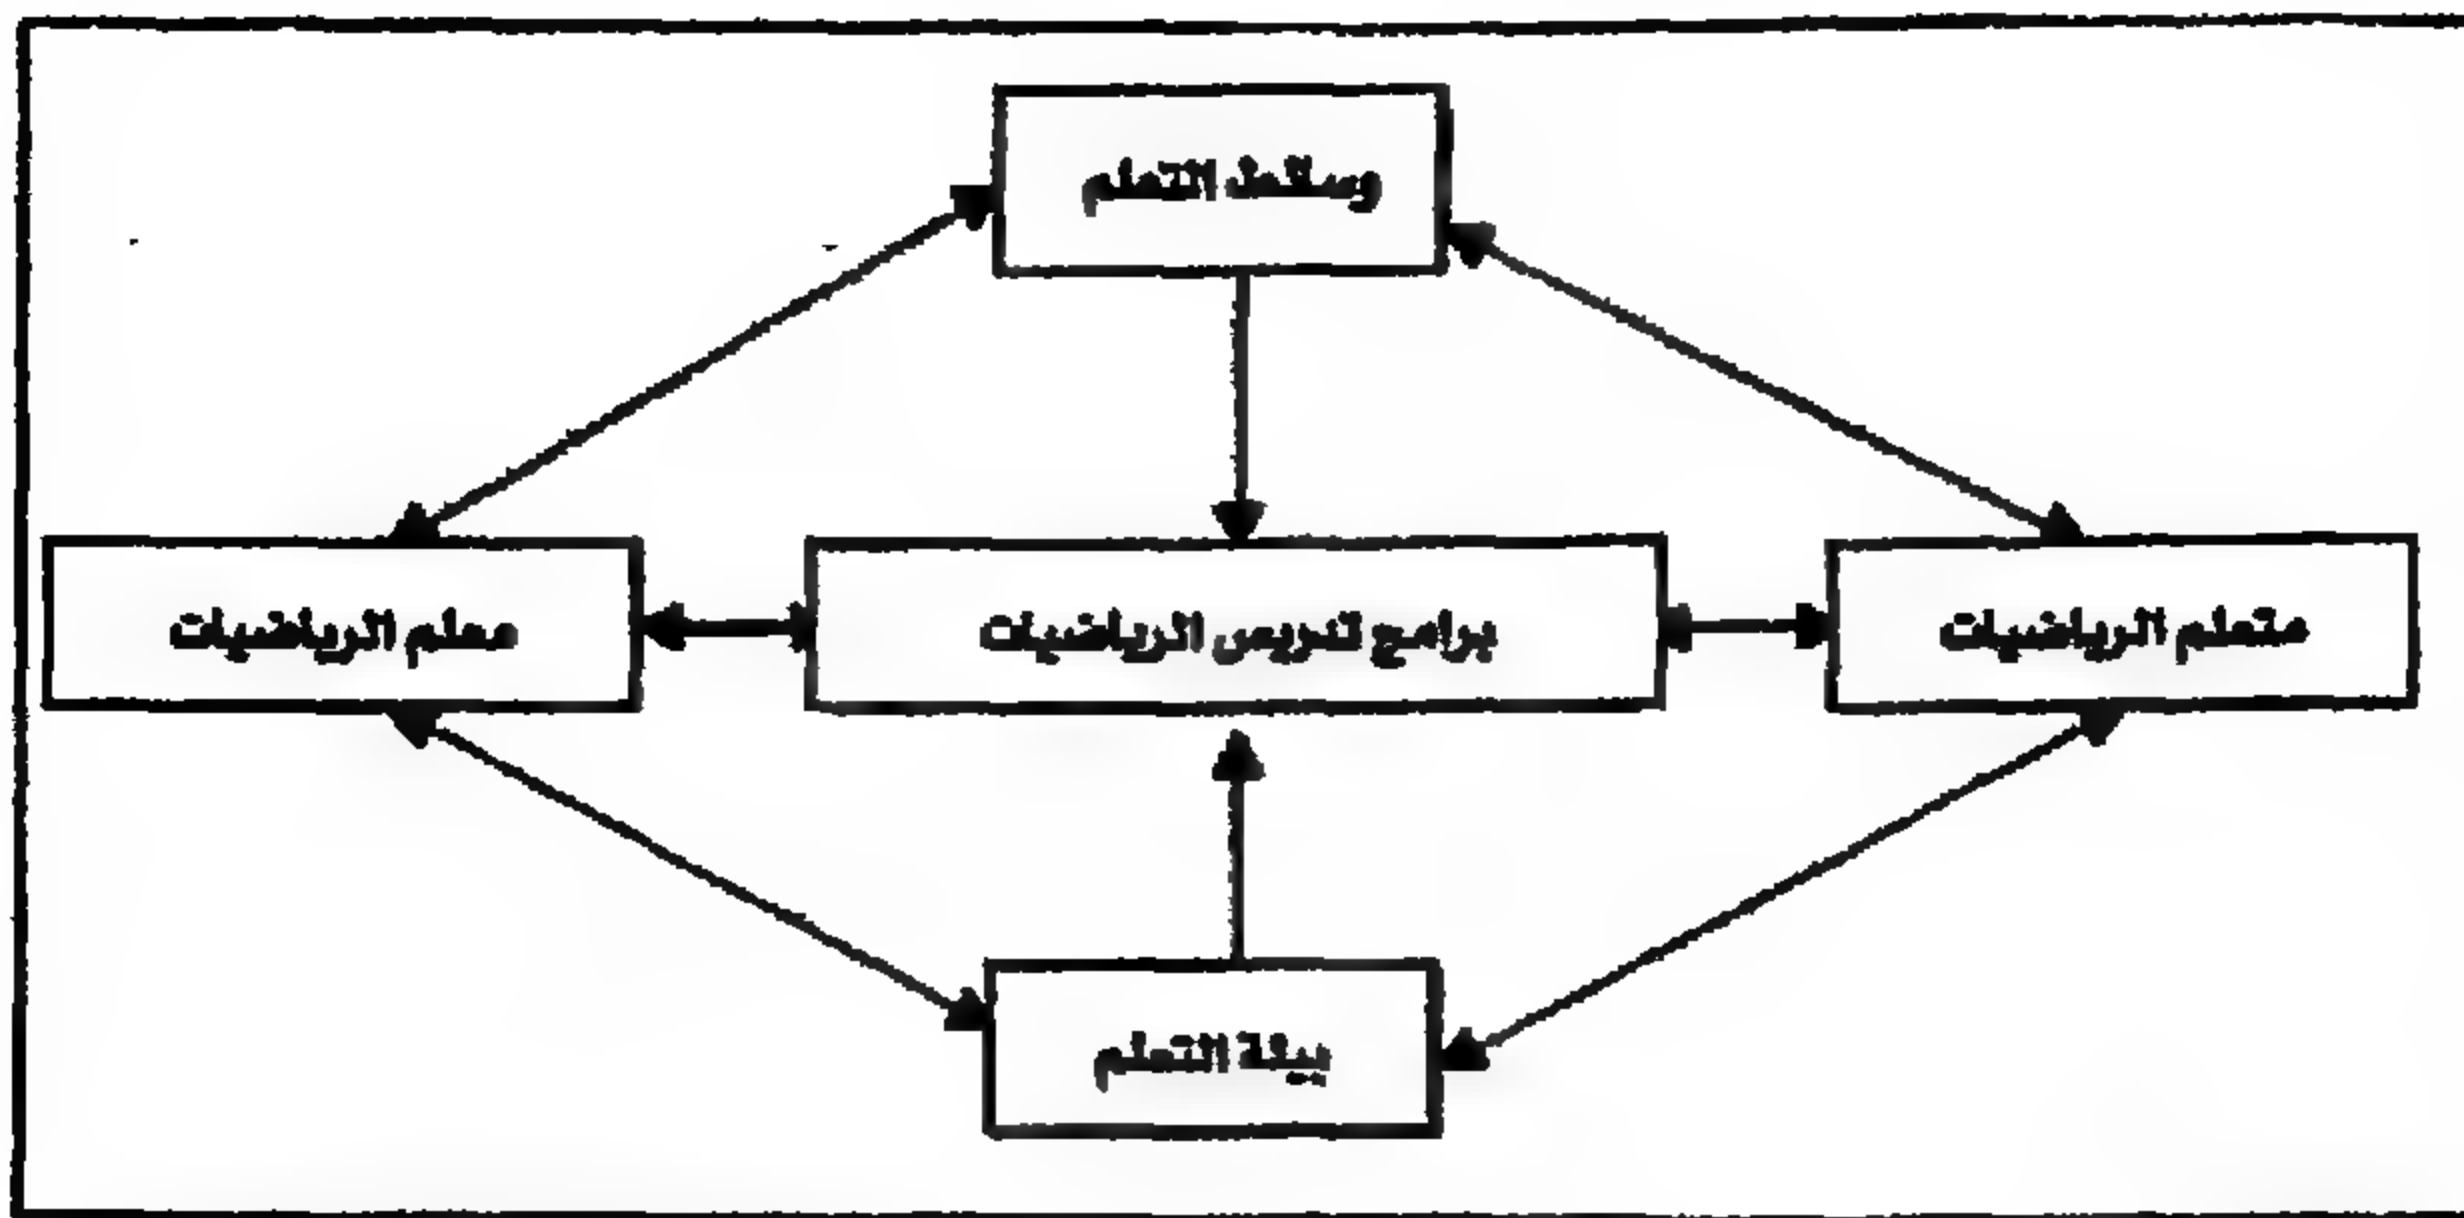 وسائط التعلم
متعلم الرياضيات
برامج تدريس الرياضيات
معلم الرياضيات
بيئة التعلم